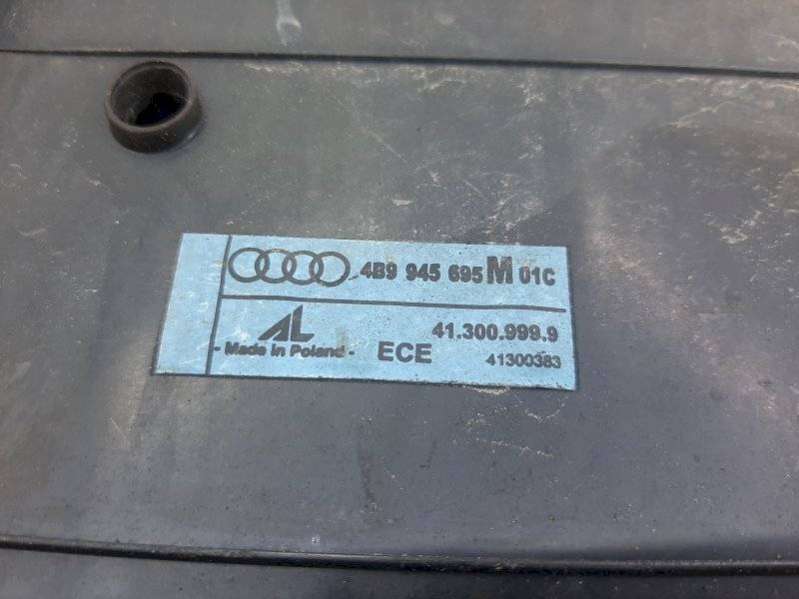 4B9 945 695 M 01C
AL
41.300.999.9
- Made in Poland -
ECE
41300383